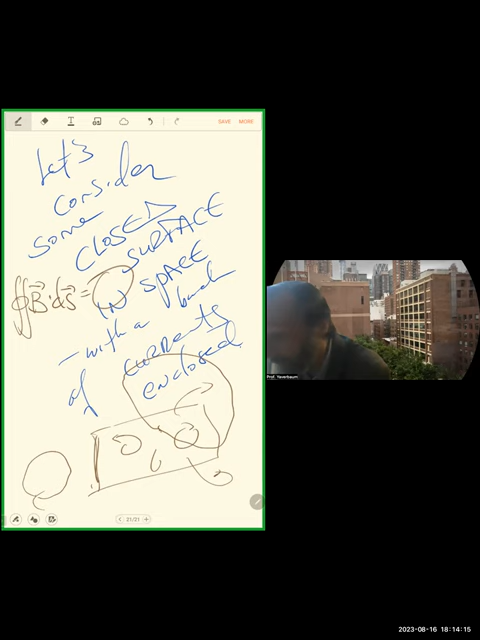 SAVE MORE
Let's
consider
some
CLOSED
SURFACE
IN SPACE
∯B⃗·dS⃗ =
- with a bunch
of currents
enclosed
Prof. Yaverbaum
21/21
2023-08-16 18:14:15